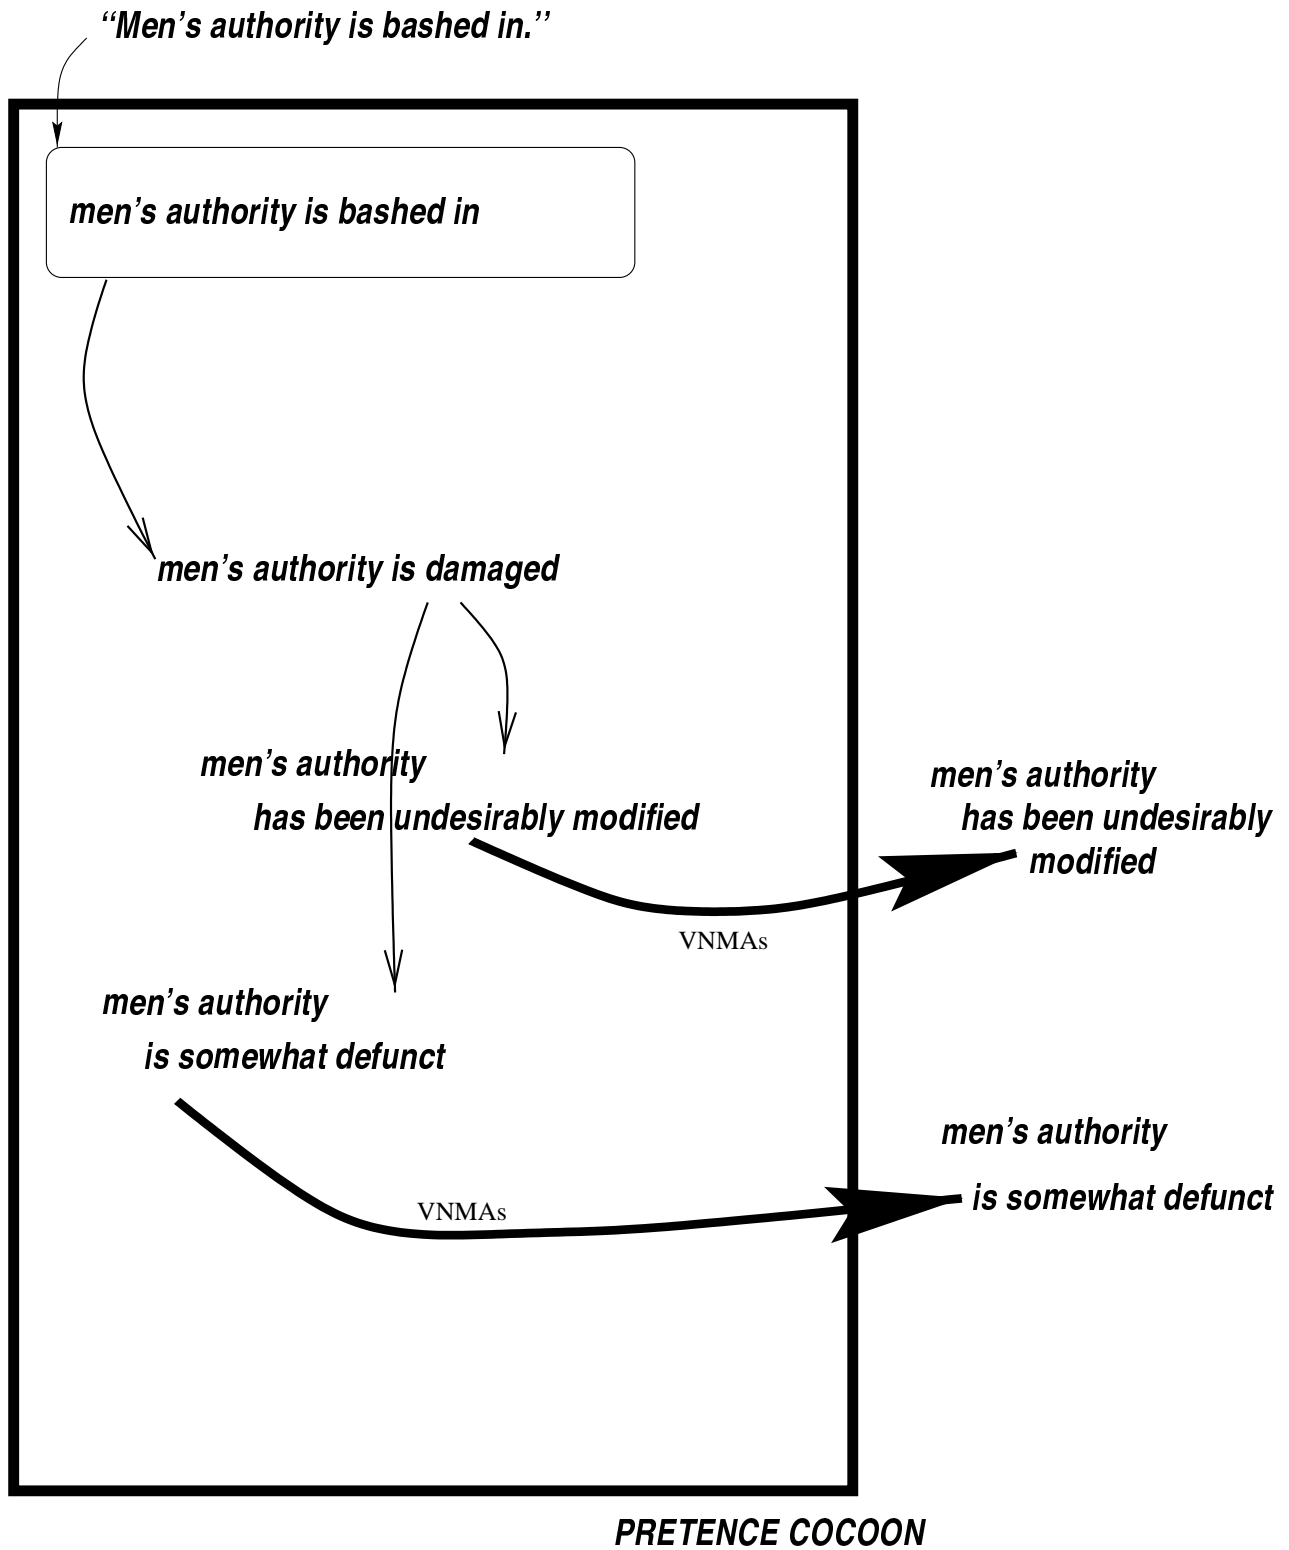 “Men’s authority is bashed in.”
men’s authority is bashed in
men’s authority is damaged
men’s authority
has been undesirably modified
men’s authority
has been undesirably
modified
VNMAs
men’s authority
is somewhat defunct
men’s authority
is somewhat defunct
VNMAs
PRETENCE COCOON